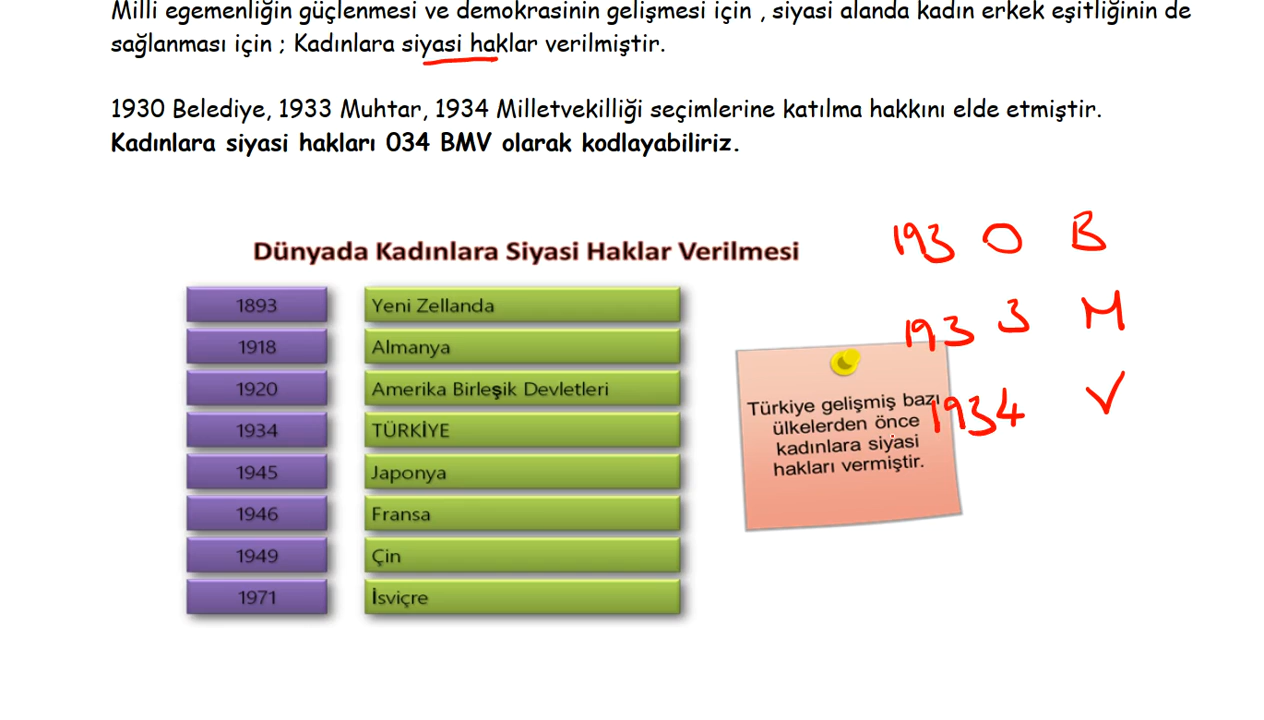 Milli egemenliğin güçlenmesi ve demokrasinin gelişmesi için , siyasi alanda kadın erkek eşitliğinin de
sağlanması için ; Kadınlara siyasi haklar verilmiştir.
1930 Belediye, 1933 Muhtar, 1934 Milletvekilliği seçimlerine katılma hakkını elde etmiştir.
Kadınlara siyasi hakları 034 BMV olarak kodlayabiliriz.
Dünyada Kadınlara Siyasi Haklar Verilmesi
1893 Yeni Zellanda
1918 Almanya
1920 Amerika Birleşik Devletleri
1934 TÜRKİYE
1945 Japonya
1946 Fransa
1949 Çin
1971 İsviçre
Türkiye gelişmiş bazı
ülkelerden önce
kadınlara siyasi
hakları vermiştir.
193 0 B
193 3 M
1934 V